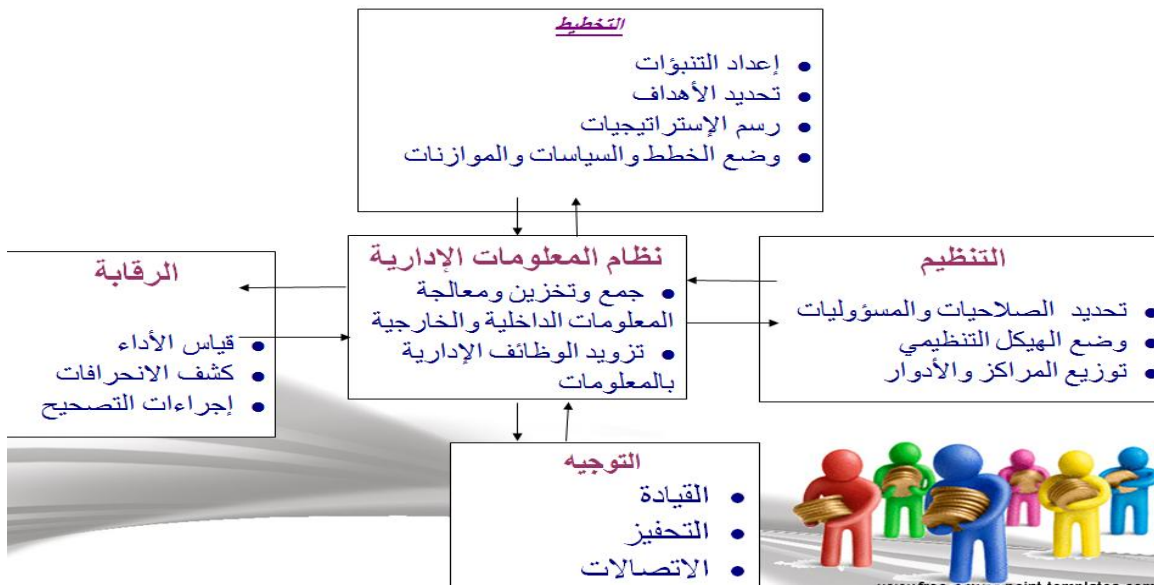 التخطيط
● إعداد التنبؤات
● تحديد الأهداف
● رسم الإستراتيجيات
● وضع الخطط والسياسات والموازنات
التنظيم
● تحديد الصلاحيات والمسؤوليات
● وضع الهيكل التنظيمي
● توزيع المراكز والأدوار
نظام المعلومات الإدارية
● جمع وتخزين ومعالجة
المعلومات الداخلية والخارجية
● تزويد الوظائف الإدارية
بالمعلومات
الرقابة
● قياس الأداء
● كشف الانحرافات
● إجراءات التصحيح
التوجيه
● القيادة
● التحفيز
● الاتصالات